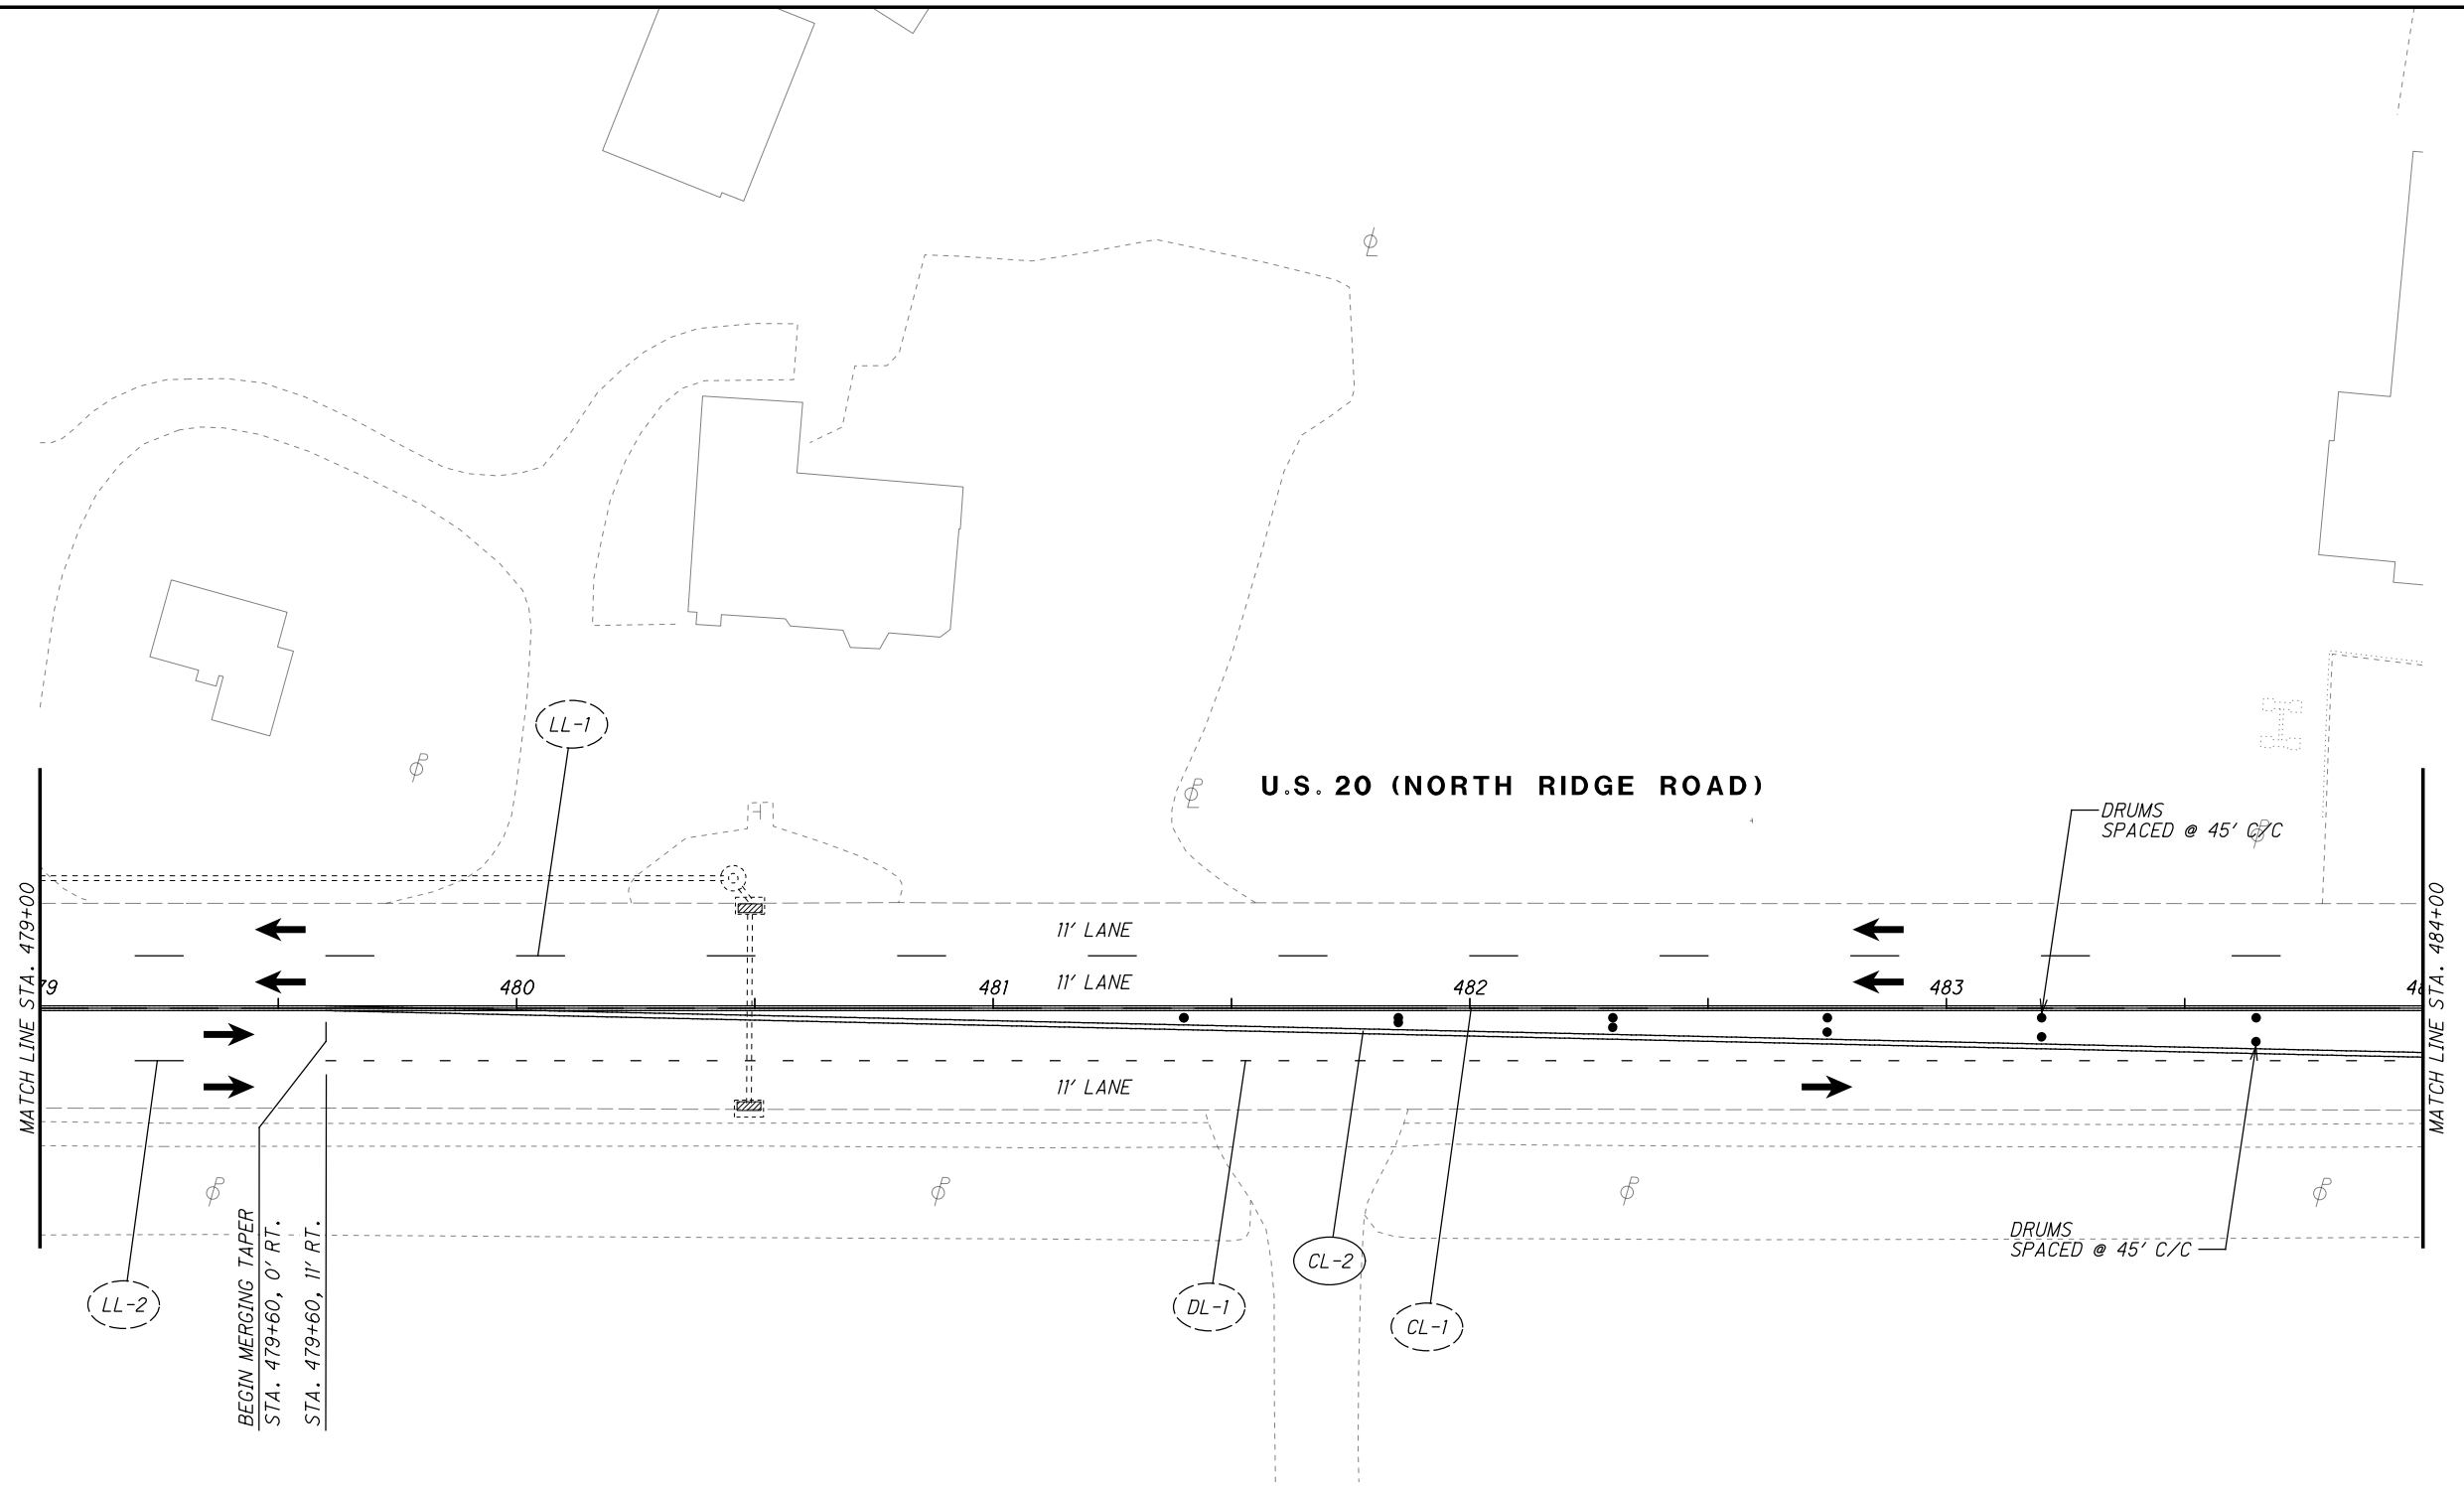 LL-1
U.S. 20 (NORTH RIDGE ROAD)
DRUMS
SPACED @ 45' C/C
P
P
P
P
MATCH LINE STA. 479+00
MATCH LINE STA. 484+00
11' LANE
11' LANE
79
480
481
482
483
48
11' LANE
P
P
P
P
DRUMS
SPACED @ 45' C/C
BEGIN MERGING TAPER
STA. 479+60, 0' RT.
STA. 479+60, 11' RT.
LL-2
DL-1
CL-2
CL-1